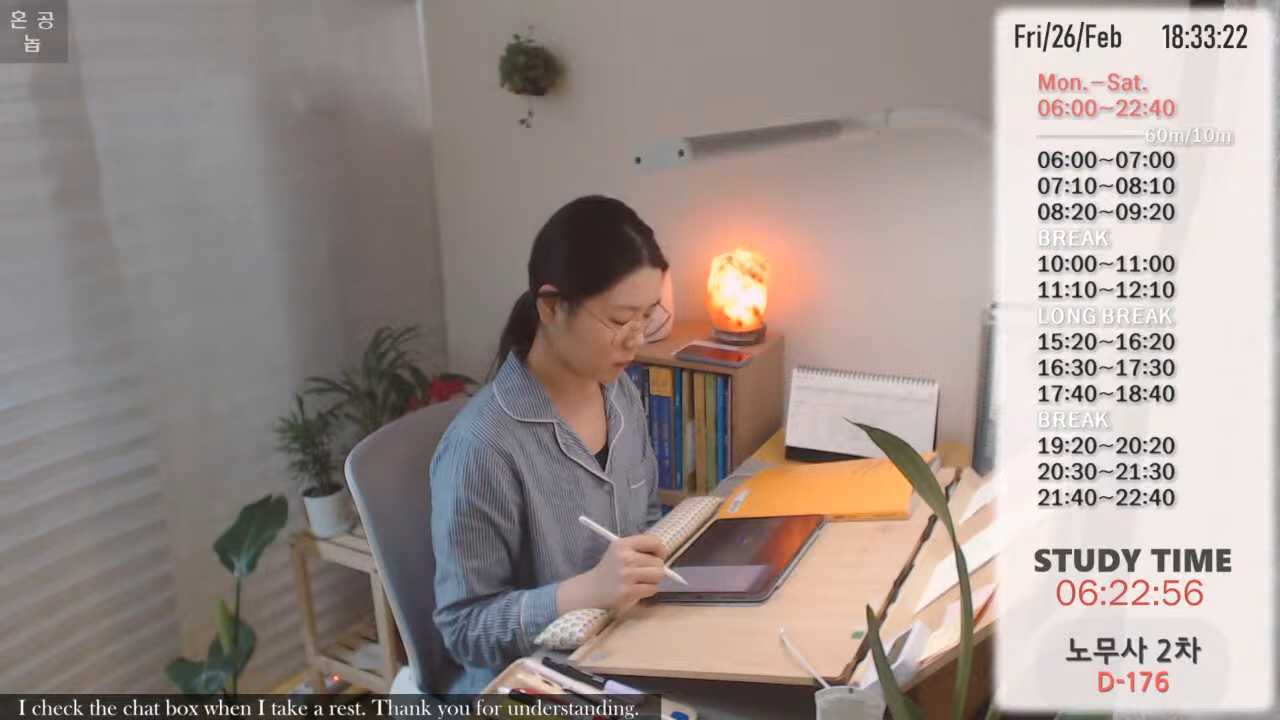 혼 공
놉
Fri/26/Feb 18:33:22
Mon.-Sat.
06:00~22:40
60m/10m
06:00~07:00
07:10~08:10
08:20~09:20
BREAK
10:00~11:00
11:10~12:10
LONG BREAK
15:20~16:20
16:30~17:30
17:40~18:40
BREAK
19:20~20:20
20:30~21:30
21:40~22:40
STUDY TIME
06:22:56
노무사 2차
D-176
I check the chat box when I take a rest. Thank you for understanding.